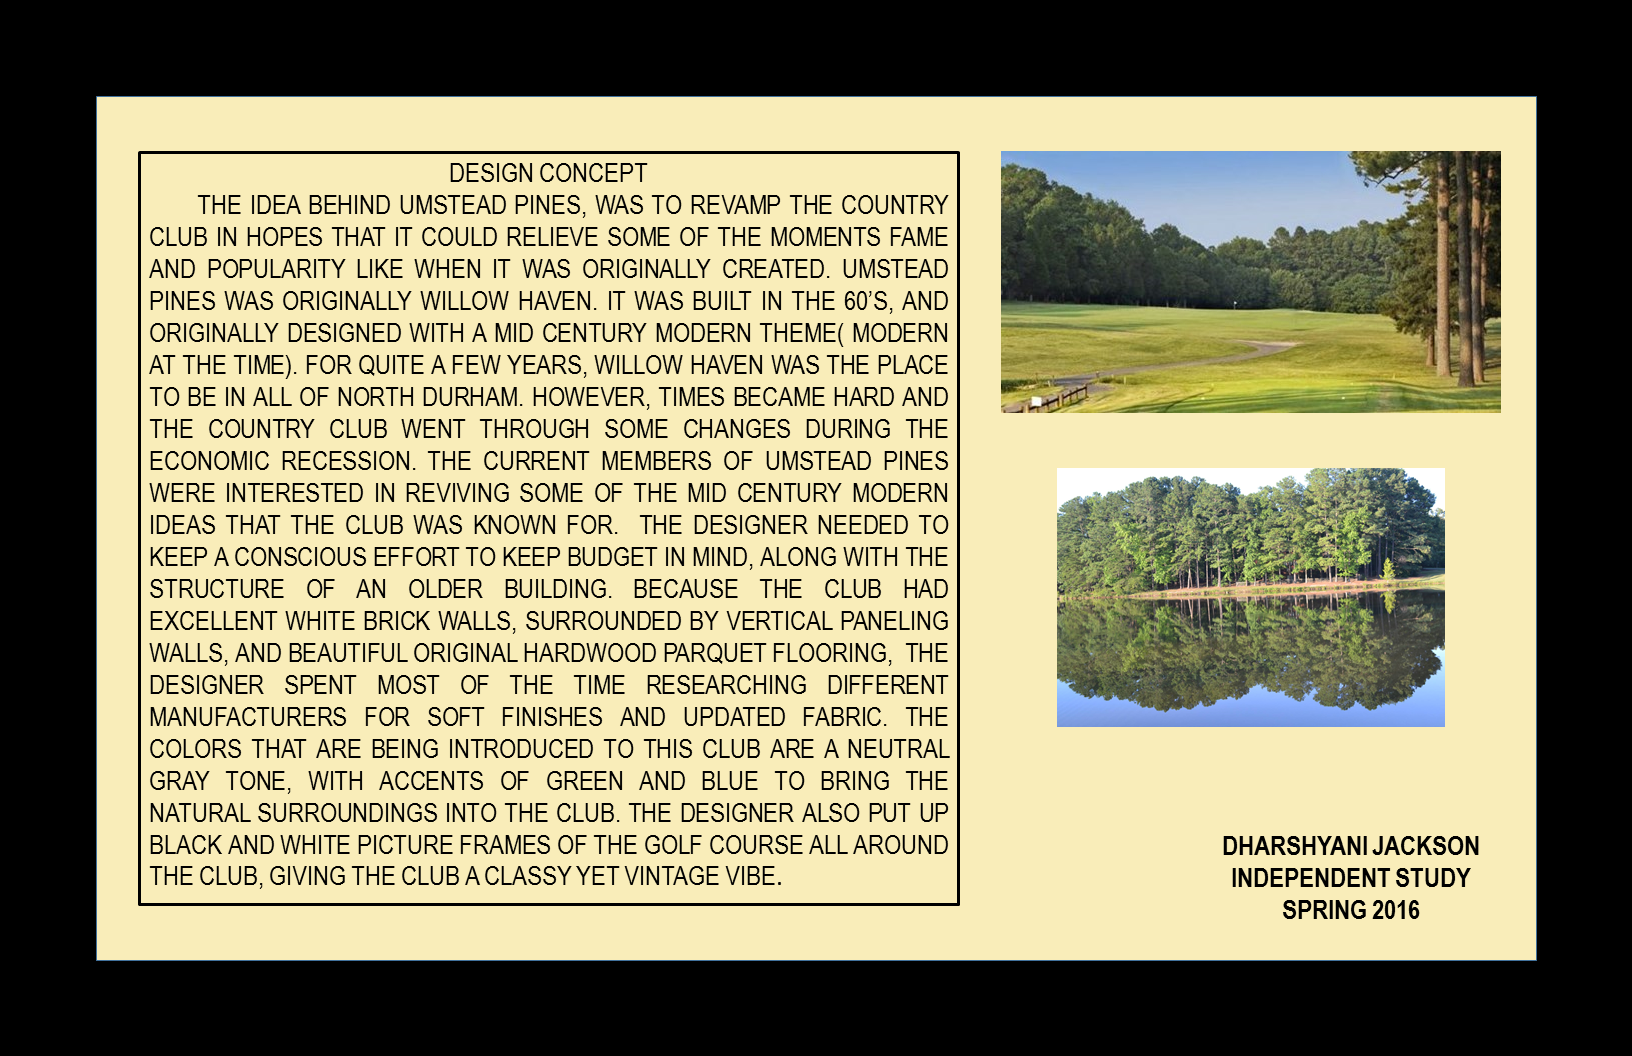 DESIGN CONCEPT
THE IDEA BEHIND UMSTEAD PINES, WAS TO REVAMP THE COUNTRY
CLUB IN HOPES THAT IT COULD RELIEVE SOME OF THE MOMENTS FAME
AND POPULARITY LIKE WHEN IT WAS ORIGINALLY CREATED. UMSTEAD
PINES WAS ORIGINALLY WILLOW HAVEN. IT WAS BUILT IN THE 60’S, AND
ORIGINALLY DESIGNED WITH A MID CENTURY MODERN THEME( MODERN
AT THE TIME). FOR QUITE A FEW YEARS, WILLOW HAVEN WAS THE PLACE
TO BE IN ALL OF NORTH DURHAM. HOWEVER, TIMES BECAME HARD AND
THE COUNTRY CLUB WENT THROUGH SOME CHANGES DURING THE
ECONOMIC RECESSION. THE CURRENT MEMBERS OF UMSTEAD PINES
WERE INTERESTED IN REVIVING SOME OF THE MID CENTURY MODERN
IDEAS THAT THE CLUB WAS KNOWN FOR. THE DESIGNER NEEDED TO
KEEP A CONSCIOUS EFFORT TO KEEP BUDGET IN MIND, ALONG WITH THE
STRUCTURE OF AN OLDER BUILDING. BECAUSE THE CLUB HAD
EXCELLENT WHITE BRICK WALLS, SURROUNDED BY VERTICAL PANELING
WALLS, AND BEAUTIFUL ORIGINAL HARDWOOD PARQUET FLOORING, THE
DESIGNER SPENT MOST OF THE TIME RESEARCHING DIFFERENT
MANUFACTURERS FOR SOFT FINISHES AND UPDATED FABRIC. THE
COLORS THAT ARE BEING INTRODUCED TO THIS CLUB ARE A NEUTRAL
GRAY TONE, WITH ACCENTS OF GREEN AND BLUE TO BRING THE
NATURAL SURROUNDINGS INTO THE CLUB. THE DESIGNER ALSO PUT UP
BLACK AND WHITE PICTURE FRAMES OF THE GOLF COURSE ALL AROUND
THE CLUB, GIVING THE CLUB A CLASSY YET VINTAGE VIBE.
DHARSHYANI JACKSON
INDEPENDENT STUDY
SPRING 2016